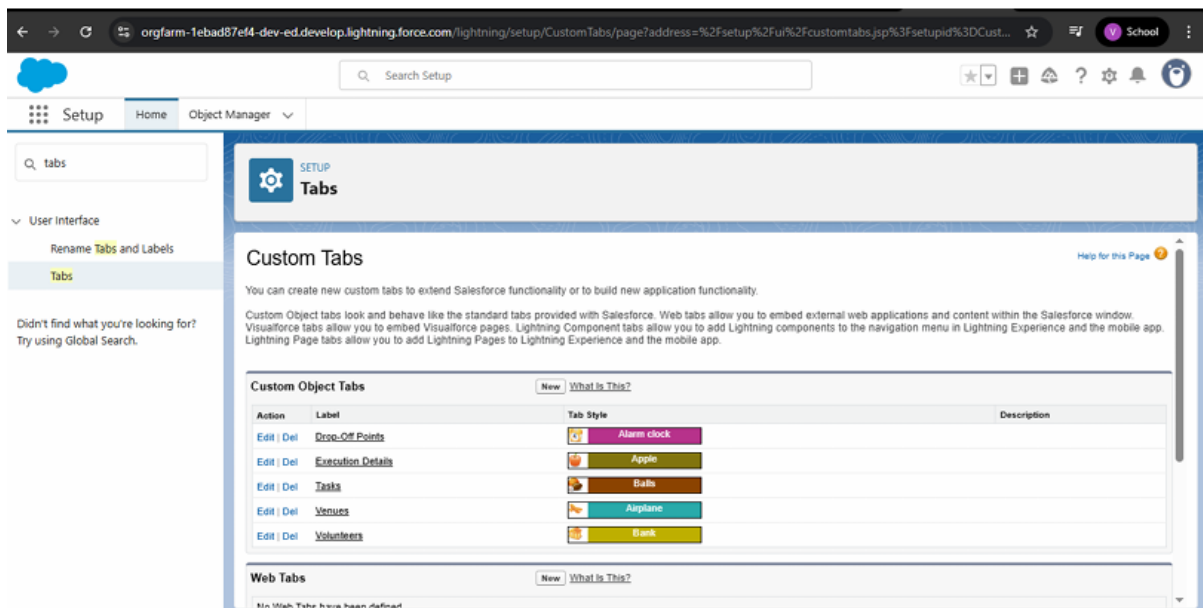 orgfarm-1ebad87ef4-dev-ed.develop.lightning.force.com/lightning/setup/CustomTabs/page?address=%2Fsetup%2Fui%2Fcustomtabs.jsp%3Fsetupid%3DCust...
V School
Search Setup
Setup Home Object Manager
tabs
SETUP
Tabs
User Interface
Rename Tabs and Labels
Tabs
Didn't find what you're looking for?
Try using Global Search.
Custom Tabs
Help for this Page ?
You can create new custom tabs to extend Salesforce functionality or to build new application functionality.
Custom Object tabs look and behave like the standard tabs provided with Salesforce. Web tabs allow you to embed external web applications and content within the Salesforce window.
Visualforce tabs allow you to embed Visualforce pages. Lightning Component tabs allow you to add Lightning components to the navigation menu in Lightning Experience and the mobile app.
Lightning Page tabs allow you to add Lightning Pages to Lightning Experience and the mobile app.
Custom Object Tabs New What Is This?
Action Label Tab Style Description
Edit | Del Drop-Off Points Alarm clock
Edit | Del Execution Details Apple
Edit | Del Tasks Balls
Edit | Del Venues Airplane
Edit | Del Volunteers Bank
Web Tabs New What Is This?
No Web Tabs have been defined